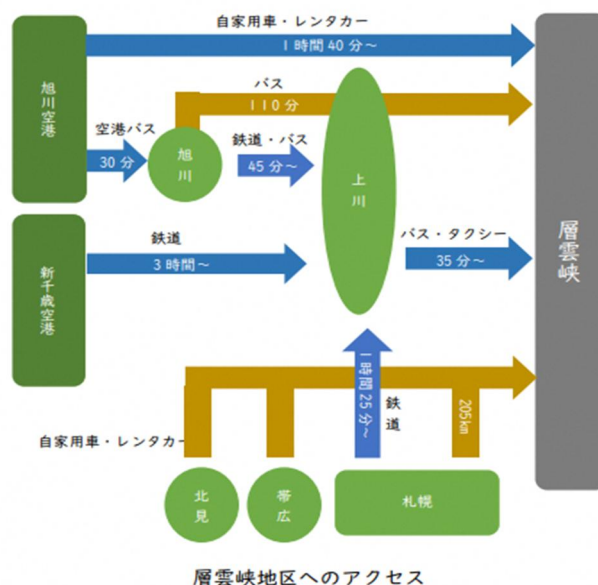 自家用車・レンタカー
1時間40分～
旭川空港
バス
110分
空港バス
30分
旭川
鉄道・バス
45分～
上川
層雲峡
鉄道
3時間～
新千歳空港
バス・タクシー
35分～
1時間25分～
鉄道
205km
自家用車・レンタカー
北見
帯広
札幌
層雲峡地区へのアクセス